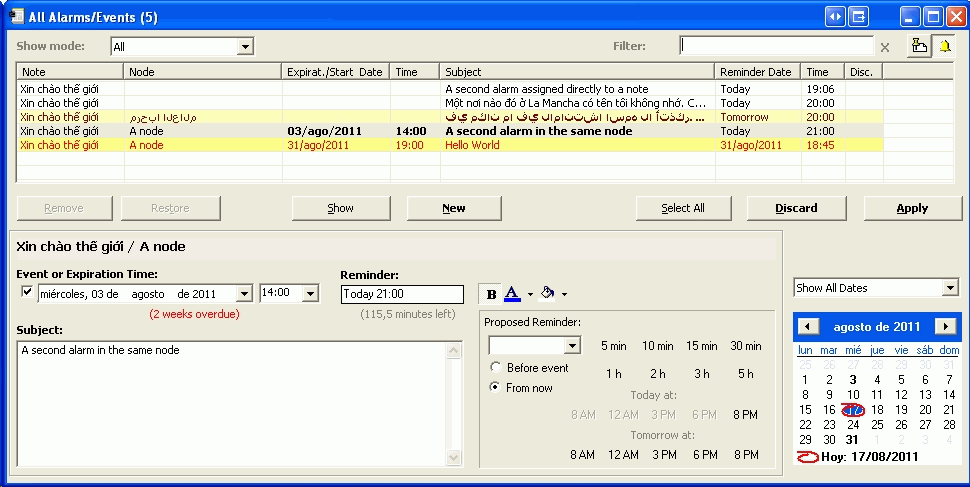 All Alarms/Events (5)
Show mode: All Filter:
Note Node Expirat./Start Date Time Subject Reminder Date Time Disc.
Xin chào thế giới A second alarm assigned directly to a note Today 19:06
Xin chào thế giới Một nơi nào đó ở La Mancha có tên tôi không nhớ. C... Today 20:00
Xin chào thế giới مرحبا العالم في مكان ما في لامانتشا اسمه لا أتذكر. ... Tomorrow 20:00
Xin chào thế giới A node 03/ago/2011 14:00 A second alarm in the same node Today 21:00
Xin chào thế giới A node 31/ago/2011 19:00 Hello World 31/ago/2011 18:45
Remove Restore Show New Select All Discard Apply
Xin chào thế giới / A node
Event or Expiration Time: Reminder:
miércoles, 03 de agosto de 2011 14:00 Today 21:00 B A
(2 weeks overdue) (115,5 minutes left)
Subject:
A second alarm in the same node
Proposed Reminder:
5 min 10 min 15 min 30 min
Before event
1 h 2 h 3 h 5 h
From now
Today at:
8 AM 12 AM 3 PM 6 PM 8 PM
Tomorrow at:
8 AM 12 AM 3 PM 6 PM 8 PM
Show All Dates
agosto de 2011
lun mar mié jue vie sáb dom
25 26 27 28 29 30 31
1 2 3 4 5 6 7
8 9 10 11 12 13 14
15 16 17 18 19 20 21
22 23 24 25 26 27 28
29 30 31 1 2 3 4
Hoy: 17/08/2011